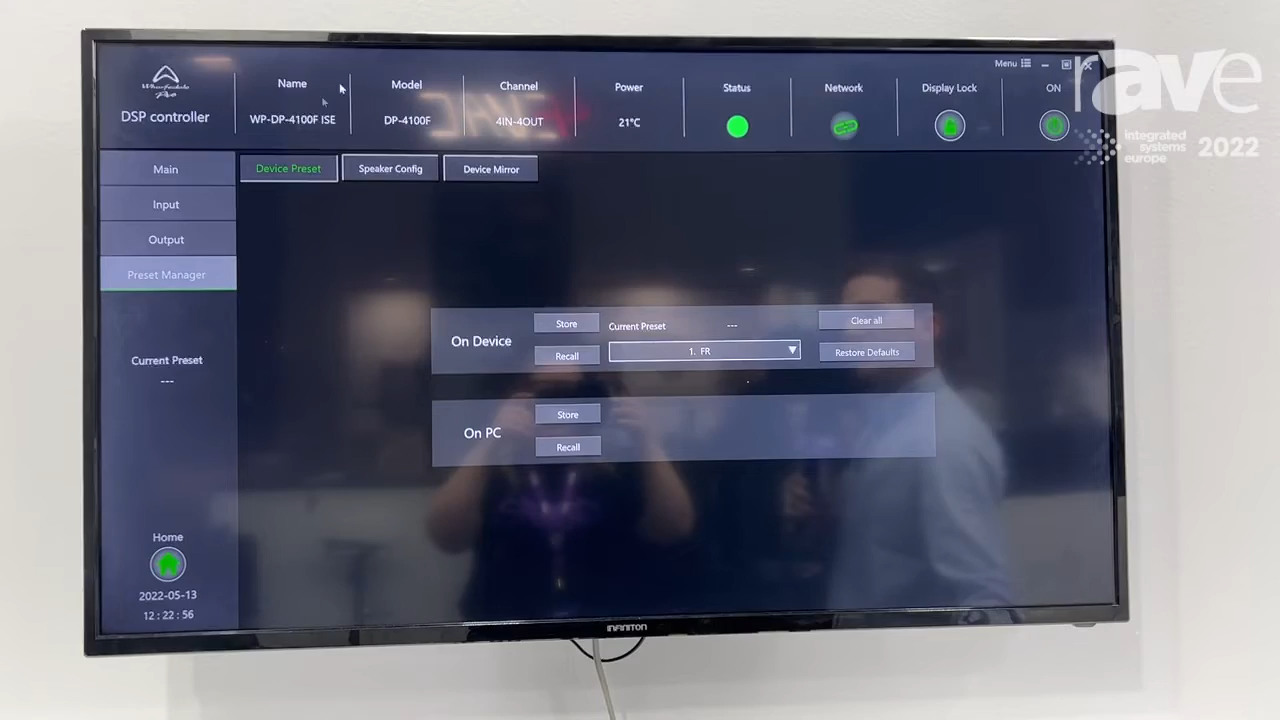 Menu
Wharfedale
Pro
DSP controller
Name
WP-DP-4100F ISE
Model
DP-4100F
Channel
4IN-4OUT
Power
21°C
Status
Network
Display Lock
ON
rave
integrated
systems
europe
2022
Main
Input
Output
Preset Manager
Device Preset
Speaker Config
Device Mirror
On Device
Store
Recall
Current Preset
---
1. FR
Clear all
Restore Defaults
On PC
Store
Recall
Current Preset
---
Home
2022-05-13
12 : 22 : 56
INFINITON